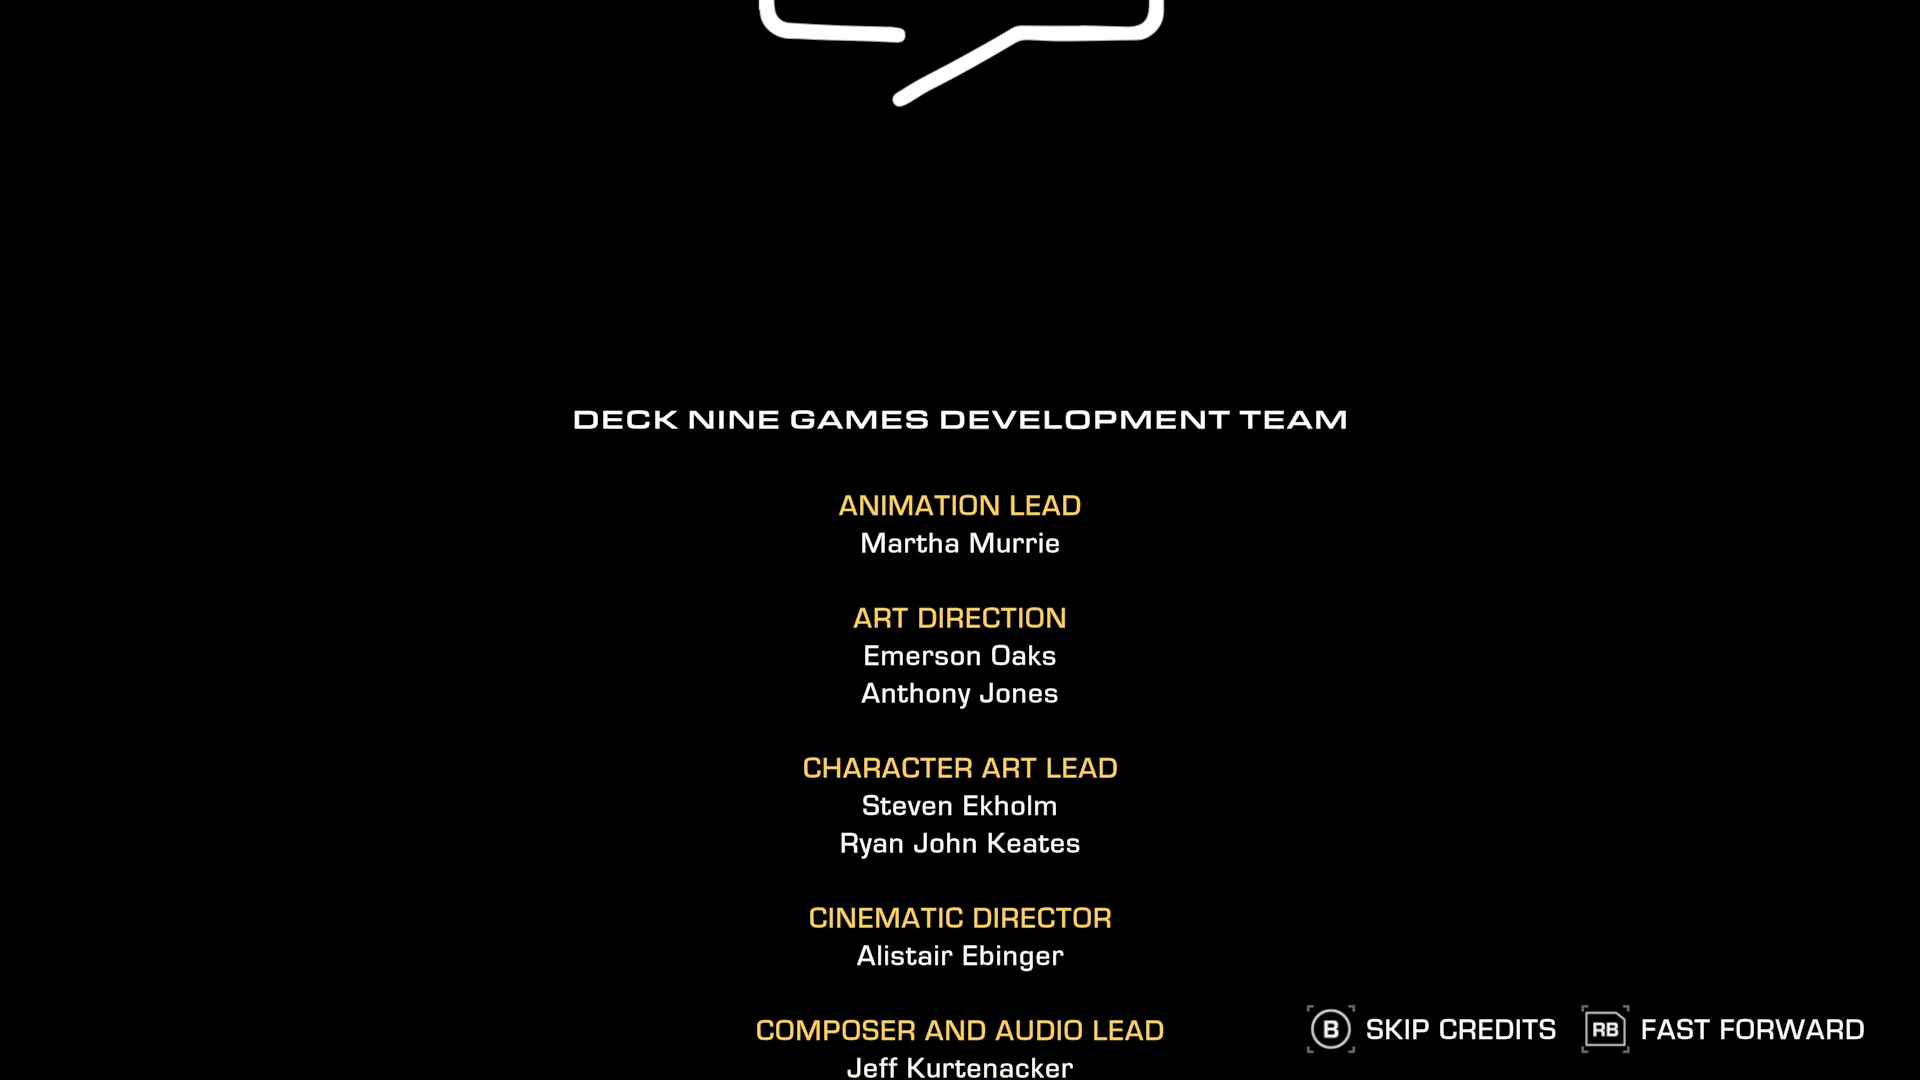 DECK NINE GAMES DEVELOPMENT TEAM
ANIMATION LEAD
Martha Murrie
ART DIRECTION
Emerson Oaks
Anthony Jones
CHARACTER ART LEAD
Steven Ekholm
Ryan John Keates
CINEMATIC DIRECTOR
Alistair Ebinger
COMPOSER AND AUDIO LEAD
Jeff Kurtenacker
B SKIP CREDITS RB FAST FORWARD